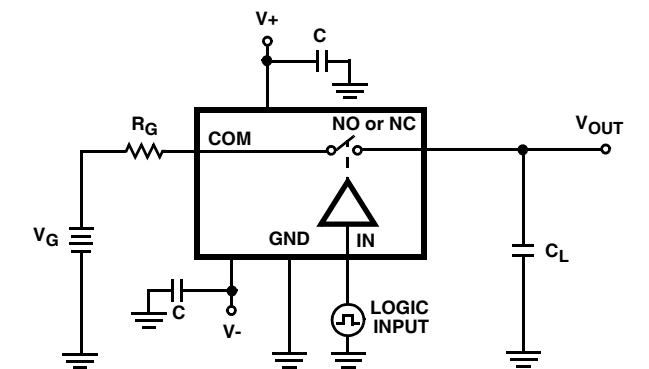 V+
C
RG
COM
NO or NC
VOUT
VG
GND
IN
CL
C
V-
LOGIC
INPUT